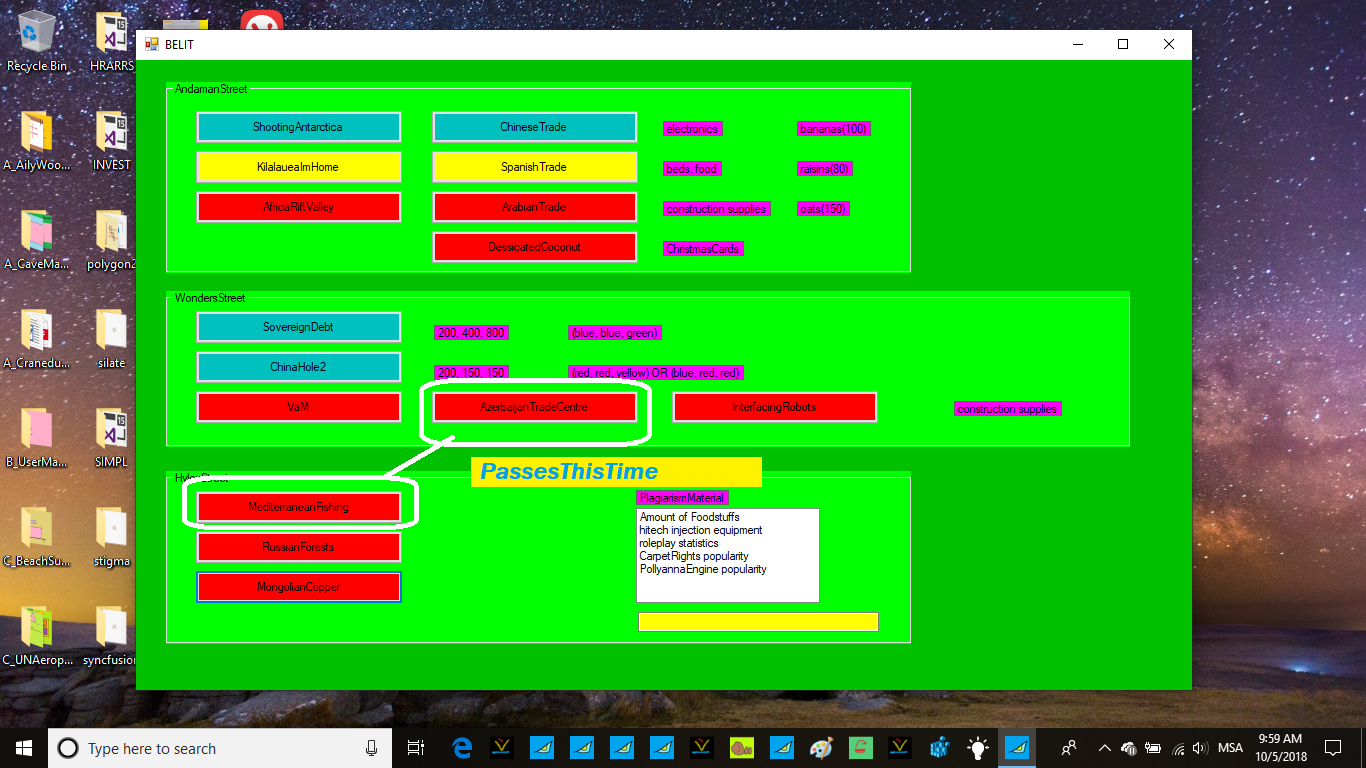 BELIT
Recycle Bin
HRARRS
A_AilyWoo...
INVEST
A_CaveMa...
polygon2
A_Cranedu...
silate
B_UserMa...
SIMPL
C_BeachSu...
stigma
C_UNAerop...
syncfusion
AndamanStreet
ShootingAntarctica
ChineseTrade
electronics
bananas(100)
KilalaueaImHome
SpanishTrade
beds, food
raisins(80)
AfricaRiftValley
ArabianTrade
construction supplies
oats(150)
DessicatedCoconut
ChristmasCards
WondersStreet
SovereignDebt
200, 400, 800
(blue, blue, green)
ChinaHole2
200, 150, 150
(red, red, yellow) OR (blue, red, red)
VaM
AzerbaijanTradeCentre
InterfacingRobots
construction supplies
PassesThisTime
MediterraneanFishing
RussianForests
MongolianCopper
PlagiarismMaterial
Amount of Foodstuffs
hitech injection equipment
roleplay statistics
CarpetRights popularity
PollyannaEngine popularity
Type here to search
MSA
9:59 AM
10/5/2018